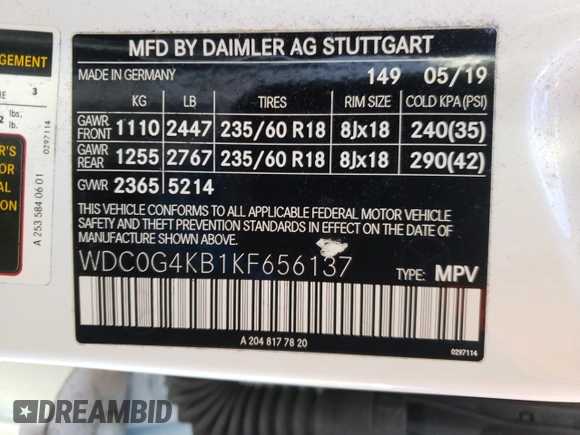 MFD BY DAIMLER AG STUTTGART
MADE IN GERMANY 149 05/19
KG LB TIRES RIM SIZE COLD KPA(PSI)
GAWR FRONT 1110 2447 235/60 R18 8Jx18 240(35)
GAWR REAR 1255 2767 235/60 R18 8Jx18 290(42)
GVWR 2365 5214
THIS VEHICLE CONFORMS TO ALL APPLICABLE FEDERAL MOTOR VEHICLE
SAFETY AND THEFT PREVENTION STANDARDS IN EFFECT ON THE DATE OF
MANUFACTURE SHOWN ABOVE.
WDC0G4KB1KF656137 TYPE: MPV
A 204 817 78 20
0297114
3
lbs.
0297114
A 253 584 06 01
DREAMBID